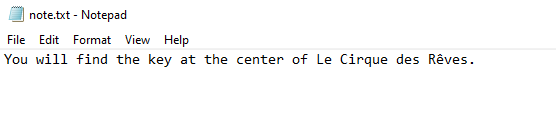 note.txt - Notepad
File Edit Format View Help
You will find the key at the center of Le Cirque des Rêves.